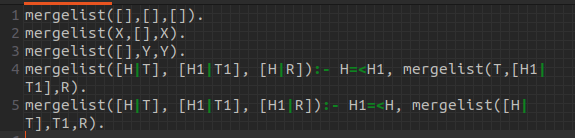 1 mergelist([],[],[]).
2 mergelist(X,[],X).
3 mergelist([],Y,Y).
4 mergelist([H|T], [H1|T1], [H|R]):- H=<H1, mergelist(T,[H1|
T1],R).
5 mergelist([H|T], [H1|T1], [H1|R]):- H1=<H, mergelist([H|
T],T1,R).